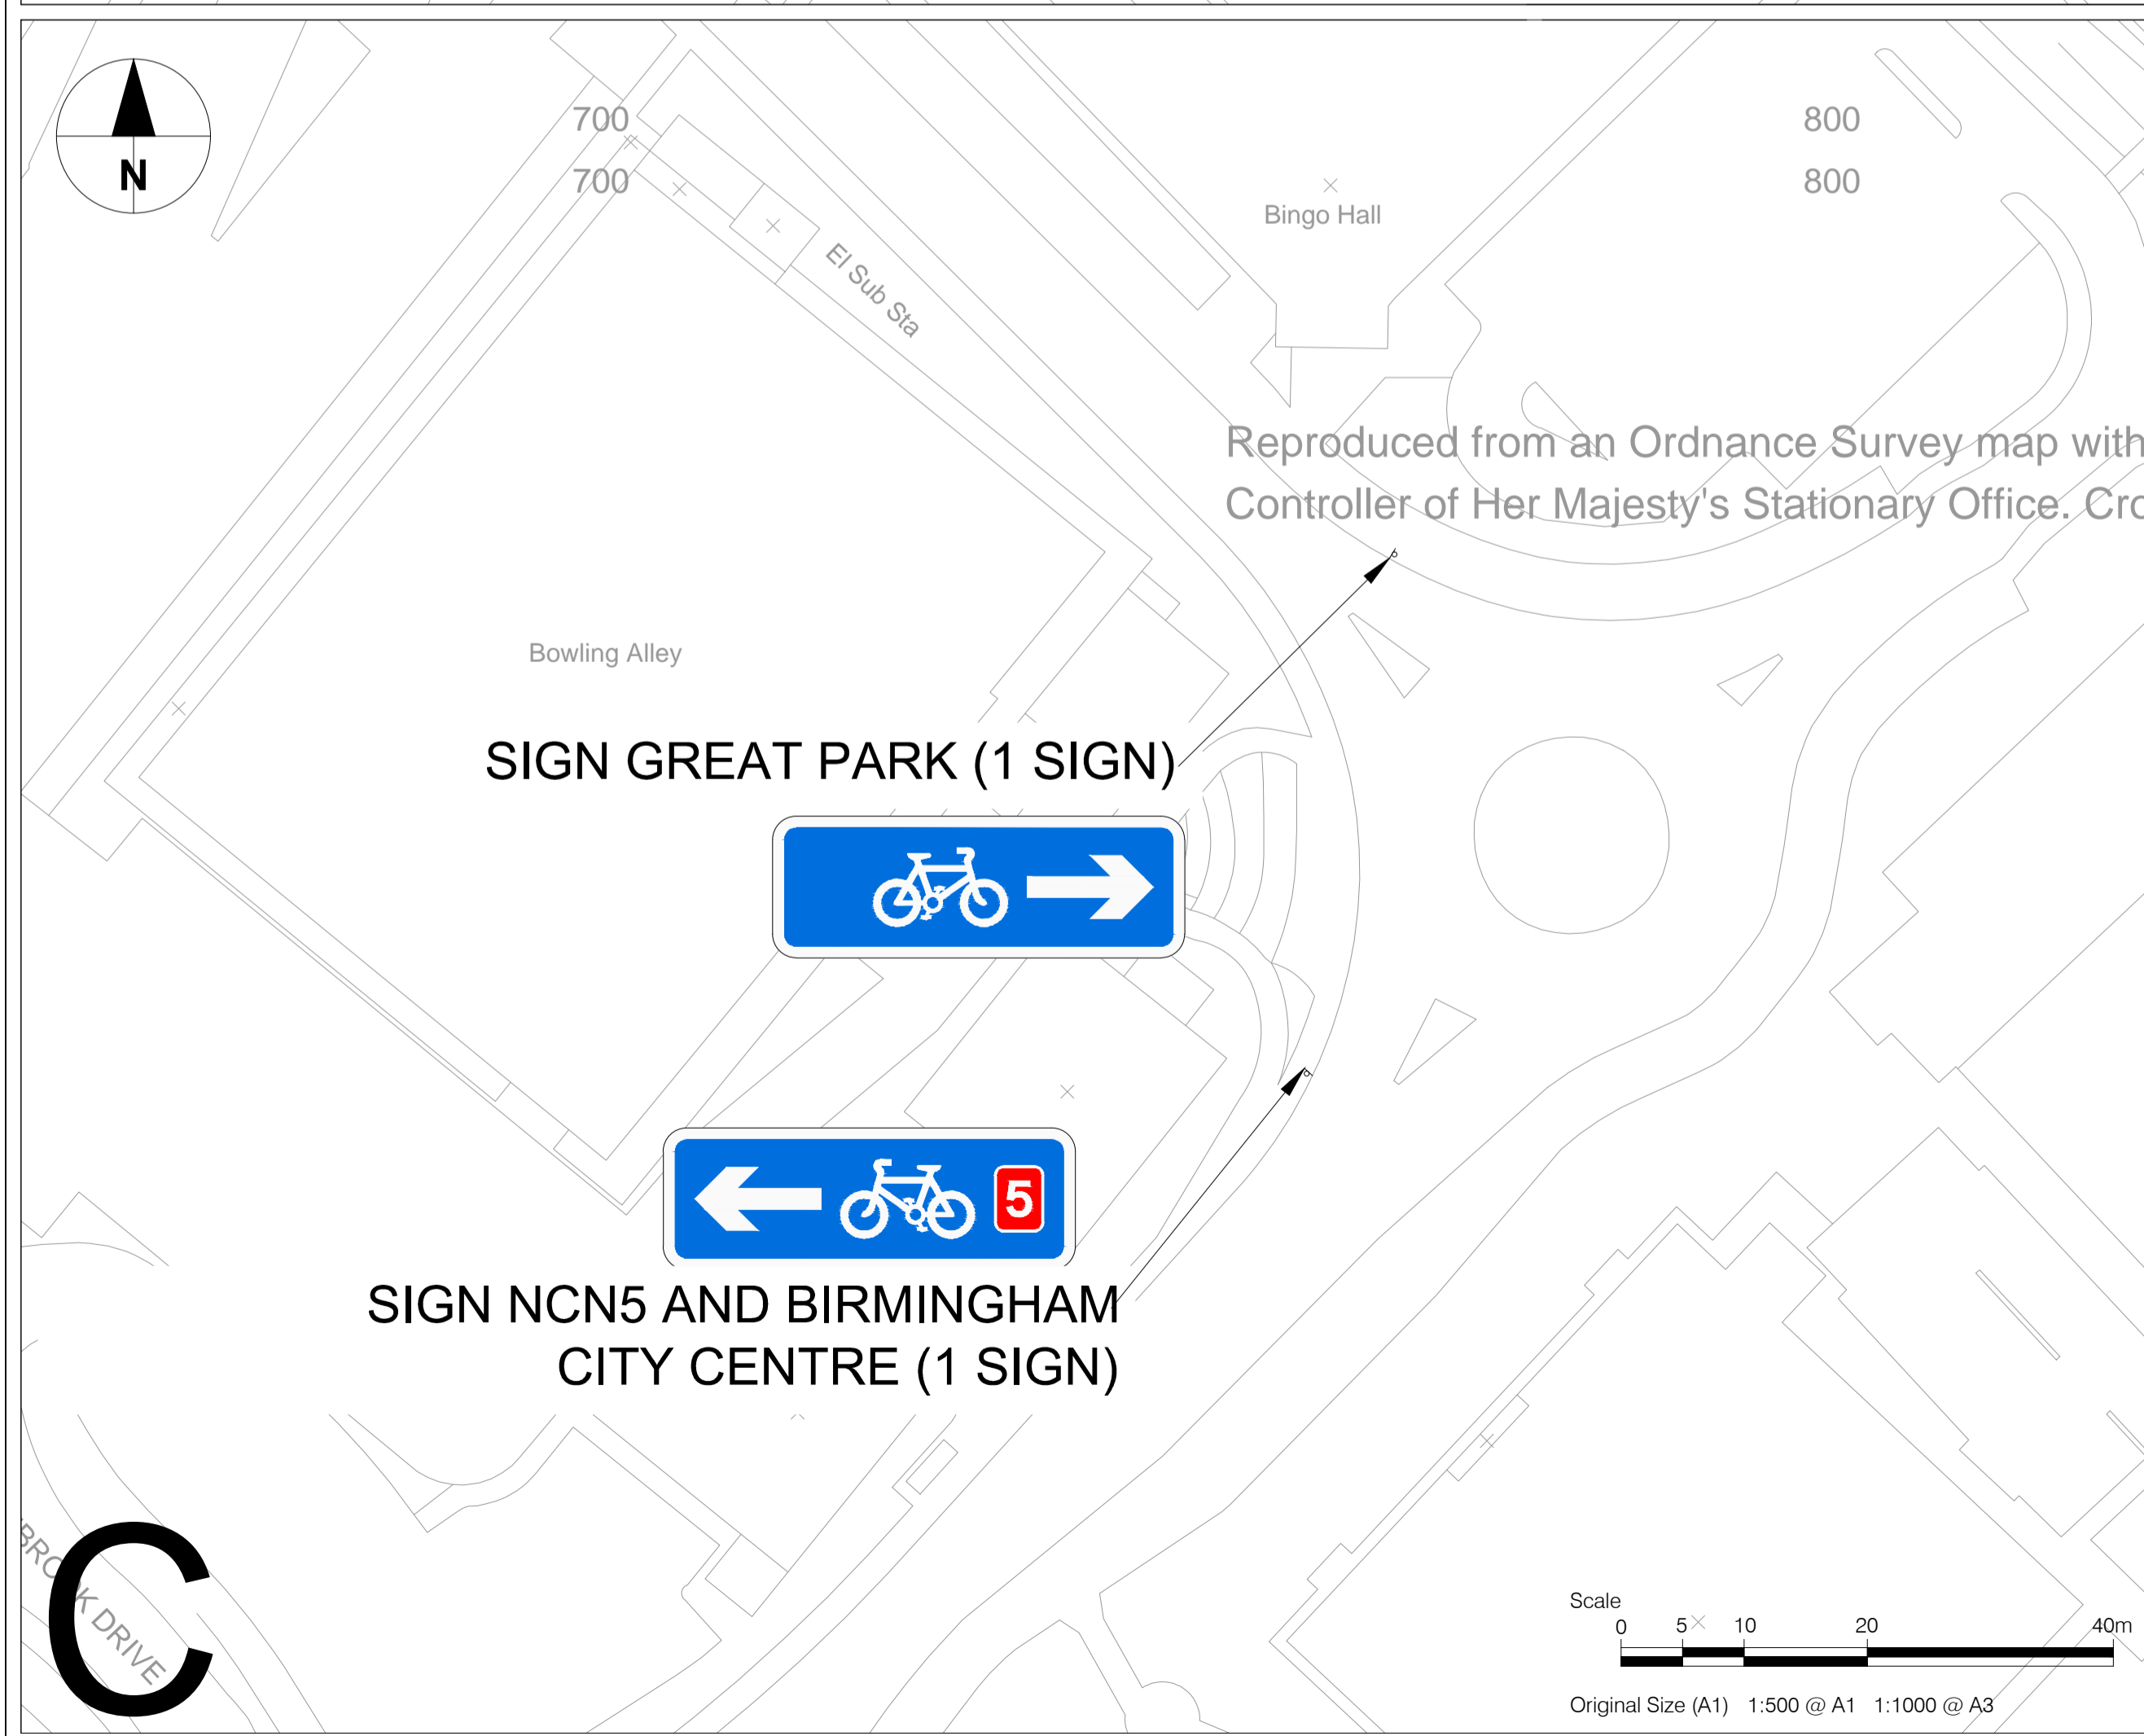 N
700
700
800
800
Bingo Hall
El Sub Sta
Reproduced from an Ordnance Survey map with
Controller of Her Majesty's Stationary Office. Cro
Bowling Alley
SIGN GREAT PARK (1 SIGN)
5
SIGN NCN5 AND BIRMINGHAM
CITY CENTRE (1 SIGN)
C
BROOK DRIVE
Scale
0 5 10 20 40m
Original Size (A1) 1:500 @ A1 1:1000 @ A3